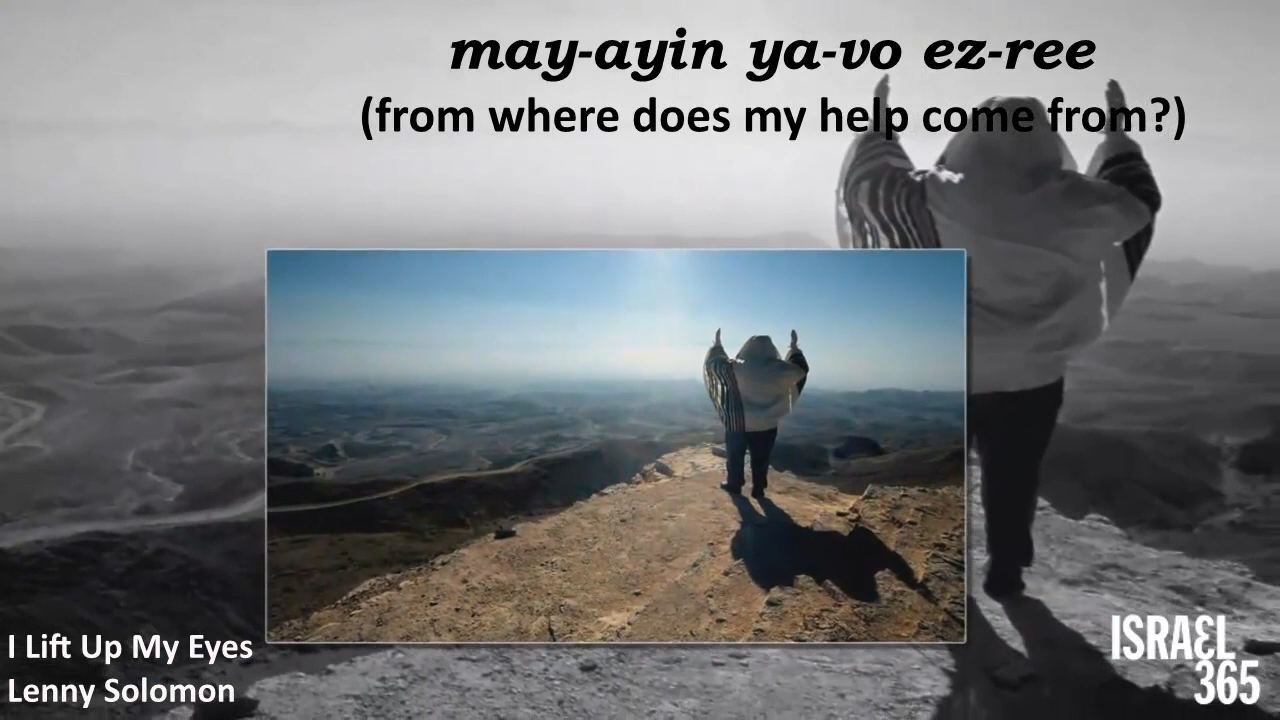 may-ayin ya-vo ez-ree
(from where does my help come from?)
I Lift Up My Eyes
Lenny Solomon
ISRAEL
365